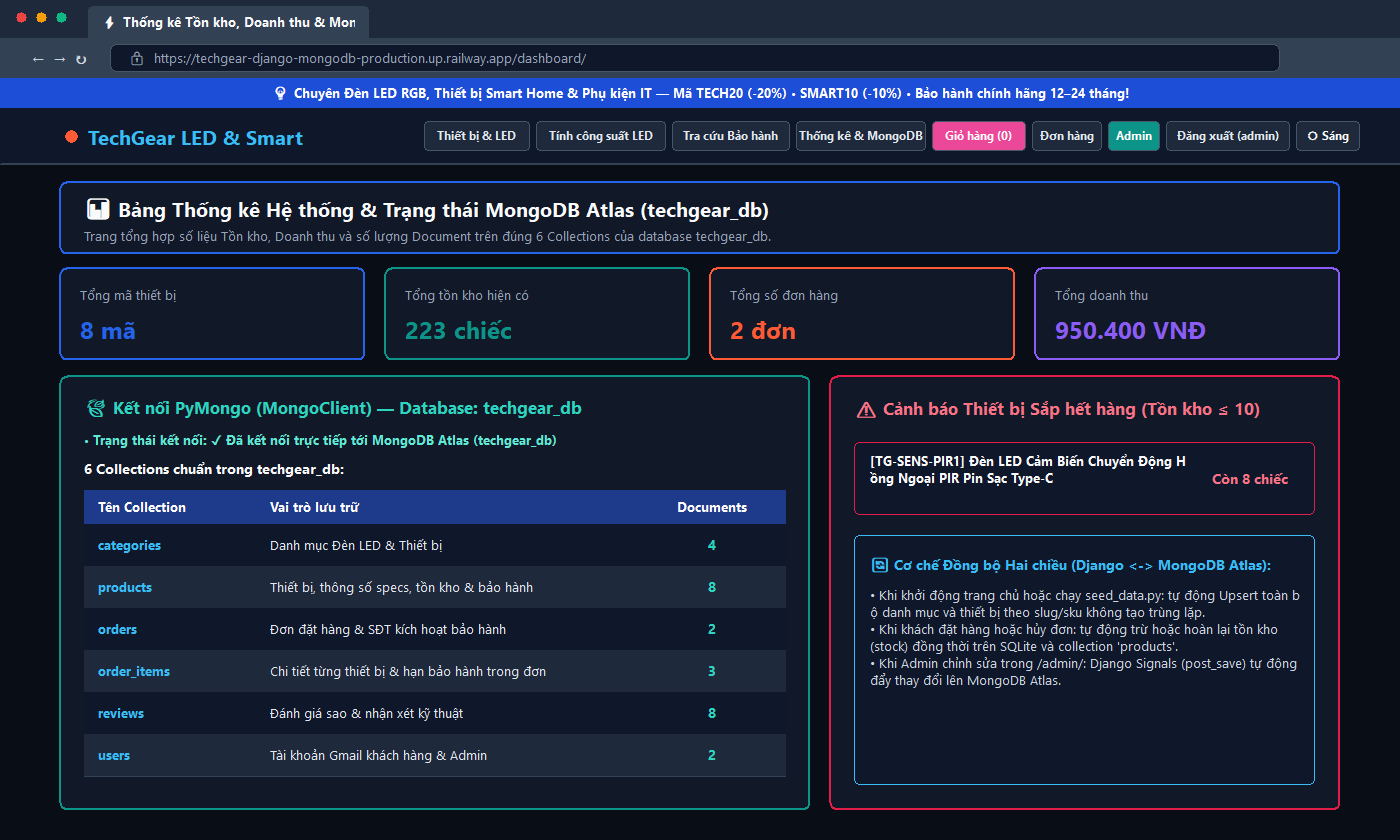 Thống kê Tồn kho, Doanh thu & Mon
https://techgear-django-mongodb-production.up.railway.app/dashboard/
Chuyên Đèn LED RGB, Thiết bị Smart Home & Phụ kiện IT — Mã TECH20 (-20%) • SMART10 (-10%) • Bảo hành chính hãng 12–24 tháng!
TechGear LED & Smart
Thiết bị & LED
Tính công suất LED
Tra cứu Bảo hành
Thống kê & MongoDB
Giỏ hàng (0)
Đơn hàng
Admin
Đăng xuất (admin)
Sáng
Bảng Thống kê Hệ thống & Trạng thái MongoDB Atlas (techgear_db)
Trang tổng hợp số liệu Tồn kho, Doanh thu và số lượng Document trên đúng 6 Collections của database techgear_db.
Tổng mã thiết bị
8 mã
Tổng tồn kho hiện có
223 chiếc
Tổng số đơn hàng
2 đơn
Tổng doanh thu
950.400 VNĐ
Kết nối PyMongo (MongoClient) — Database: techgear_db
• Trạng thái kết nối: ✓ Đã kết nối trực tiếp tới MongoDB Atlas (techgear_db)
6 Collections chuẩn trong techgear_db:
Tên Collection Vai trò lưu trữ Documents
categories Danh mục Đèn LED & Thiết bị 4
products Thiết bị, thông số specs, tồn kho & bảo hành 8
orders Đơn đặt hàng & SĐT kích hoạt bảo hành 2
order_items Chi tiết từng thiết bị & hạn bảo hành trong đơn 3
reviews Đánh giá sao & nhận xét kỹ thuật 8
users Tài khoản Gmail khách hàng & Admin 2
Cảnh báo Thiết bị Sắp hết hàng (Tồn kho ≤ 10)
[TG-SENS-PIR1] Đèn LED Cảm Biến Chuyển Động H
ồng Ngoại PIR Pin Sạc Type-C
Còn 8 chiếc
Cơ chế Đồng bộ Hai chiều (Django <-> MongoDB Atlas):
• Khi khởi động trang chủ hoặc chạy seed_data.py: tự động Upsert toàn b
ộ danh mục và thiết bị theo slug/sku không tạo trùng lặp.
• Khi khách đặt hàng hoặc hủy đơn: tự động trừ hoặc hoàn lại tồn kho
(stock) đồng thời trên SQLite và collection 'products'.
• Khi Admin chỉnh sửa trong /admin/: Django Signals (post_save) tự động
đẩy thay đổi lên MongoDB Atlas.